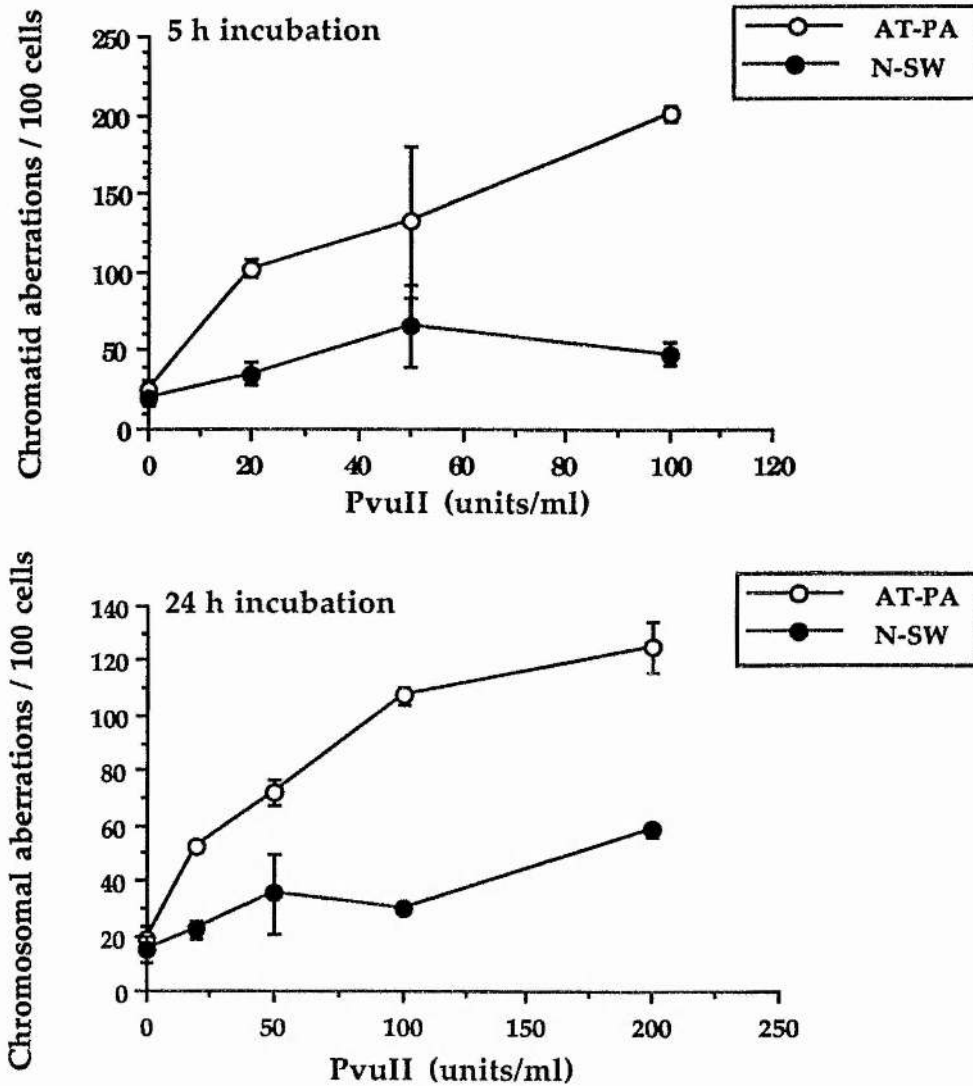 5 h incubation
AT-PA
N-SW
Chromatid aberrations / 100 cells
250
200
150
100
50
0
0 20 40 60 80 100 120
PvuII (units/ml)
24 h incubation
AT-PA
N-SW
Chromosomal aberrations / 100 cells
140
120
100
80
60
40
20
0
0 50 100 150 200 250
PvuII (units/ml)